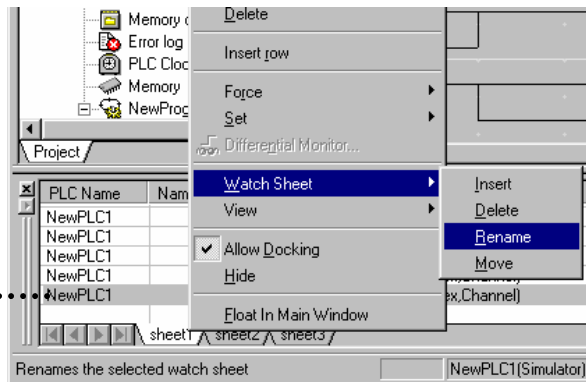 Memory
Error log
PLC Cloc
Memory
NewProg
Project
Delete
Insert row
Force
Set
Differential Monitor...
Watch Sheet
View
Allow Docking
Hide
Float In Main Window
Insert
Delete
Rename
Move
PLC Name Nam
NewPLC1
NewPLC1
NewPLC1
NewPLC1
NewPLC1 ex,Channel)
sheet1 sheet2 sheet3
Renames the selected watch sheet NewPLC1(Simulator)